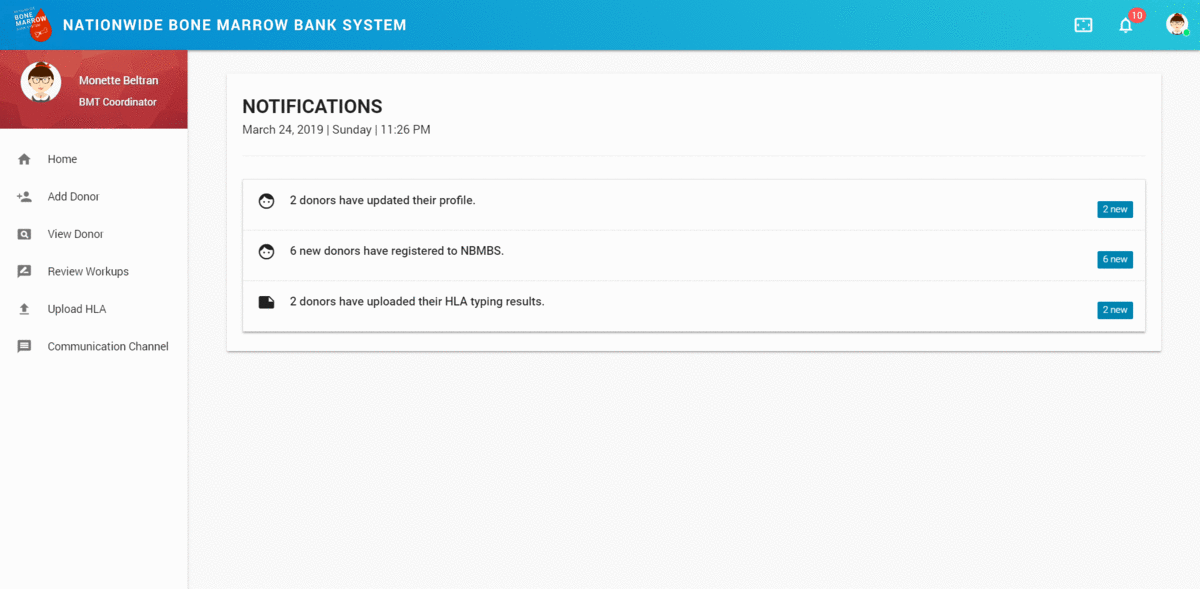 BONE
MARROW
NATIONWIDE BONE MARROW BANK SYSTEM
10
Monette Beltran
BMT Coordinator
Home
Add Donor
View Donor
Review Workups
Upload HLA
Communication Channel
NOTIFICATIONS
March 24, 2019 | Sunday | 11:26 PM
2 donors have updated their profile.
2 new
6 new donors have registered to NBMBS.
6 new
2 donors have uploaded their HLA typing results.
2 new